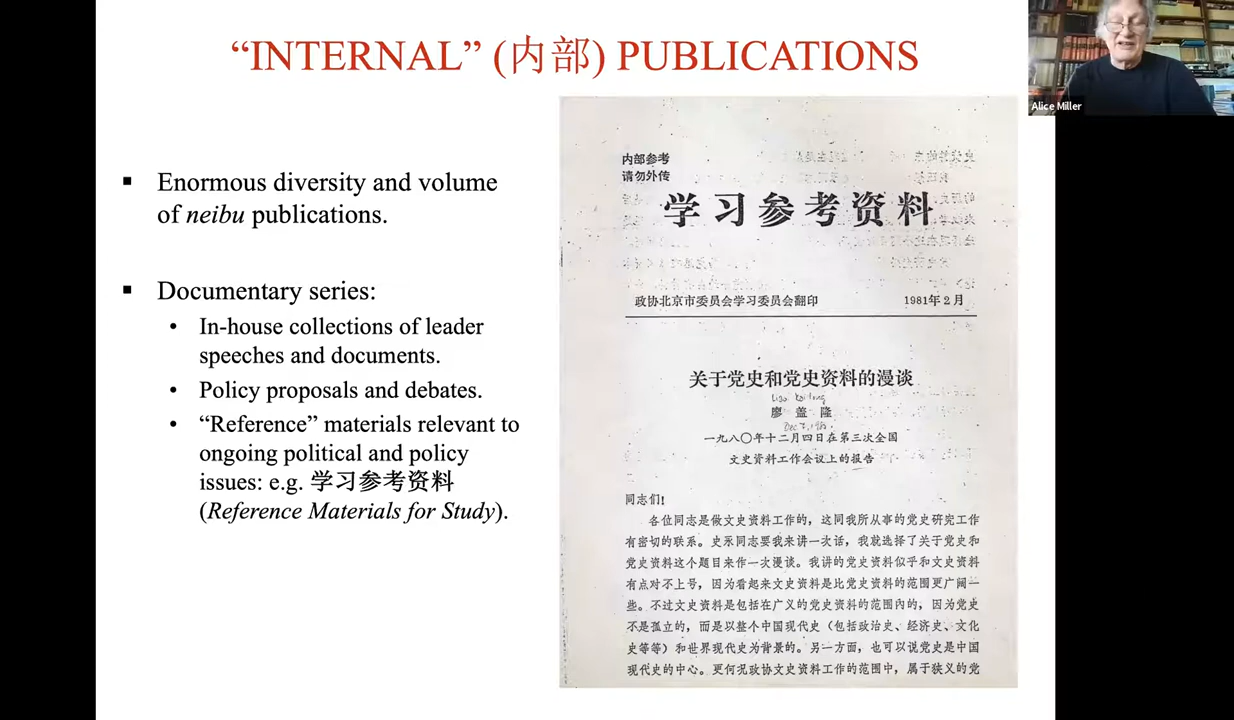 “INTERNAL” (内部) PUBLICATIONS
Alice Miller
▪ Enormous diversity and volume
of neibu publications.
▪ Documentary series:
• In-house collections of leader
speeches and documents.
• Policy proposals and debates.
• “Reference” materials relevant to
ongoing political and policy
issues: e.g. 学习参考资料
(Reference Materials for Study).
内部参考
请勿外传
学习参考资料
政协北京市委员会学习委员会翻印 1981年2月
关于党史和党史资料的漫谈
廖盖隆
一九八〇年十二月四日在第三次全国
文史资料工作会议上的报告
同志们!
各位同志是做文史资料工作的，这同我所从事的党史研究工作
有密切的联系。史永同志要我来讲一次话，我就选择了关于党史和
党史资料这个题目来作一次漫谈。我讲的党史资料似乎和文史资料
有点对不上号，因为看起来文史资料是比党史资料的范围更广阔一
些。不过文史资料是包括在广义的党史资料的范围内的，因为党史
不是孤立的，而是以整个中国现代史（包括政治史、经济史、文化
史等等）和世界现代史为背景的。另一方面，也可以说党史是中国
现代史的中心。更何况政协文史资料工作的范围中，属于狭义的党